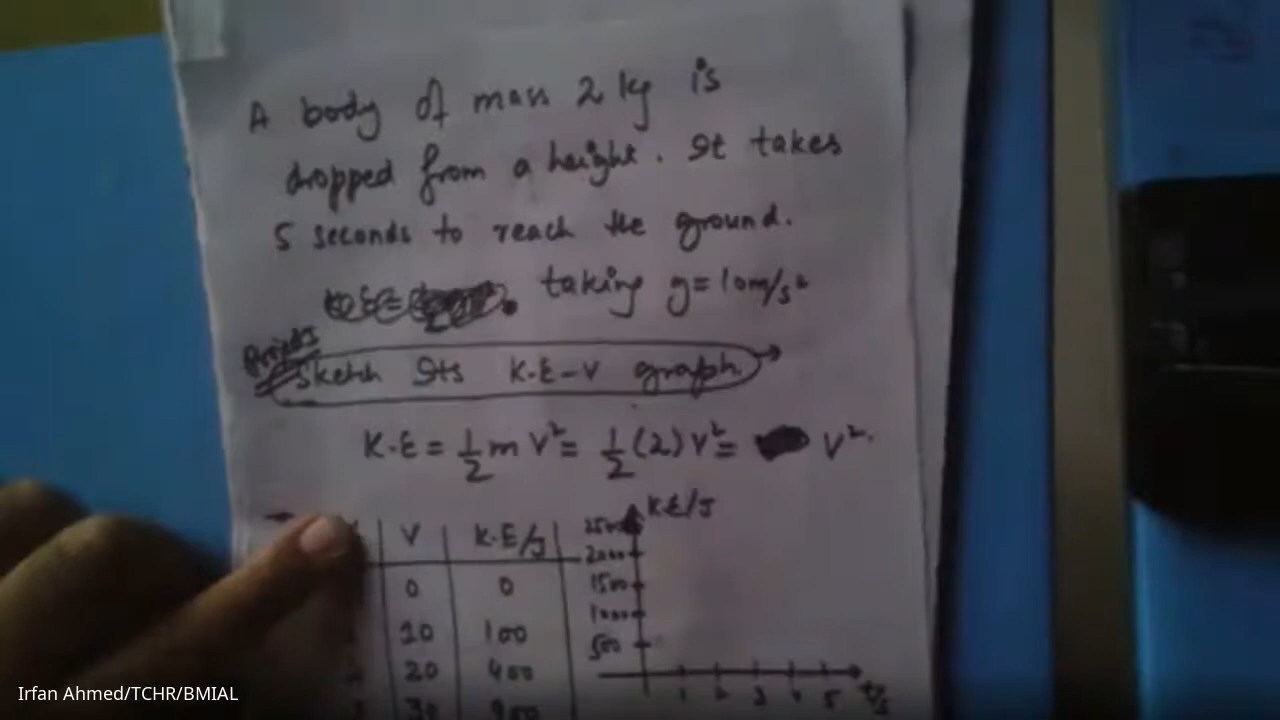 A body of mass 2 kg is
dropped from a height. It takes
5 seconds to reach the ground.
taking g= 10m/s²
Sketch Its K.E-V graph.
K.E = 1/2 m V² = 1/2 (2) V² = V².
V K.E/J
0 0
10 100
20 400
30 900
K.E/J
2500
2000
1500
1000
500
1 2 3 4 5 t/s
Irfan Ahmed/TCHR/BMIAL